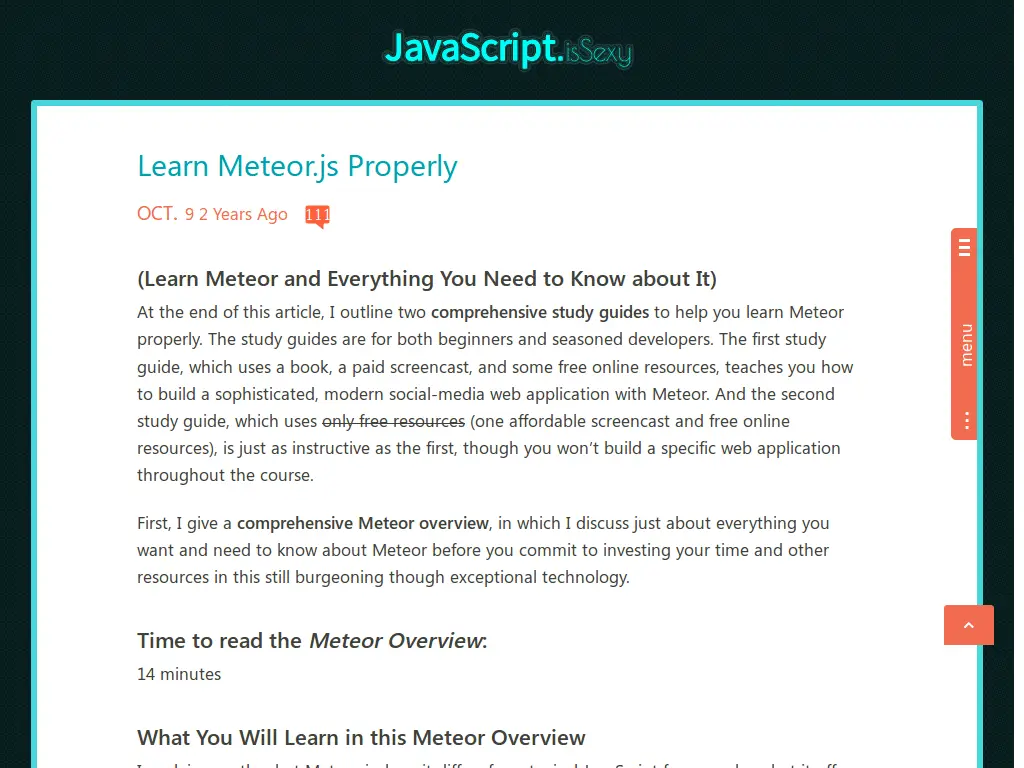 JavaScript.isSexy
Learn Meteor.js Properly
OCT. 9 2 Years Ago 111
(Learn Meteor and Everything You Need to Know about It)
At the end of this article, I outline two comprehensive study guides to help you learn Meteor
properly. The study guides are for both beginners and seasoned developers. The first study
guide, which uses a book, a paid screencast, and some free online resources, teaches you how
to build a sophisticated, modern social-media web application with Meteor. And the second
study guide, which uses only free resources (one affordable screencast and free online
resources), is just as instructive as the first, though you won’t build a specific web application
throughout the course.
menu
First, I give a comprehensive Meteor overview, in which I discuss just about everything you
want and need to know about Meteor before you commit to investing your time and other
resources in this still burgeoning though exceptional technology.
Time to read the Meteor Overview:
14 minutes
What You Will Learn in this Meteor Overview